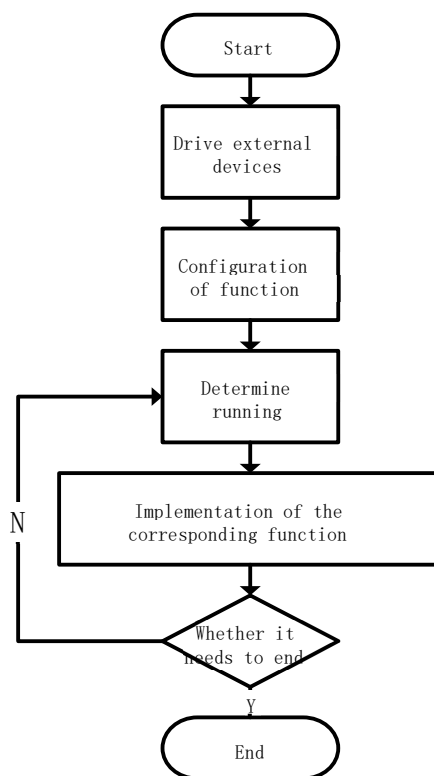 Start
Drive external
devices
Configuration
of function
Determine
running
Implementation of the
corresponding function
N
Whether it
needs to end
Y
End